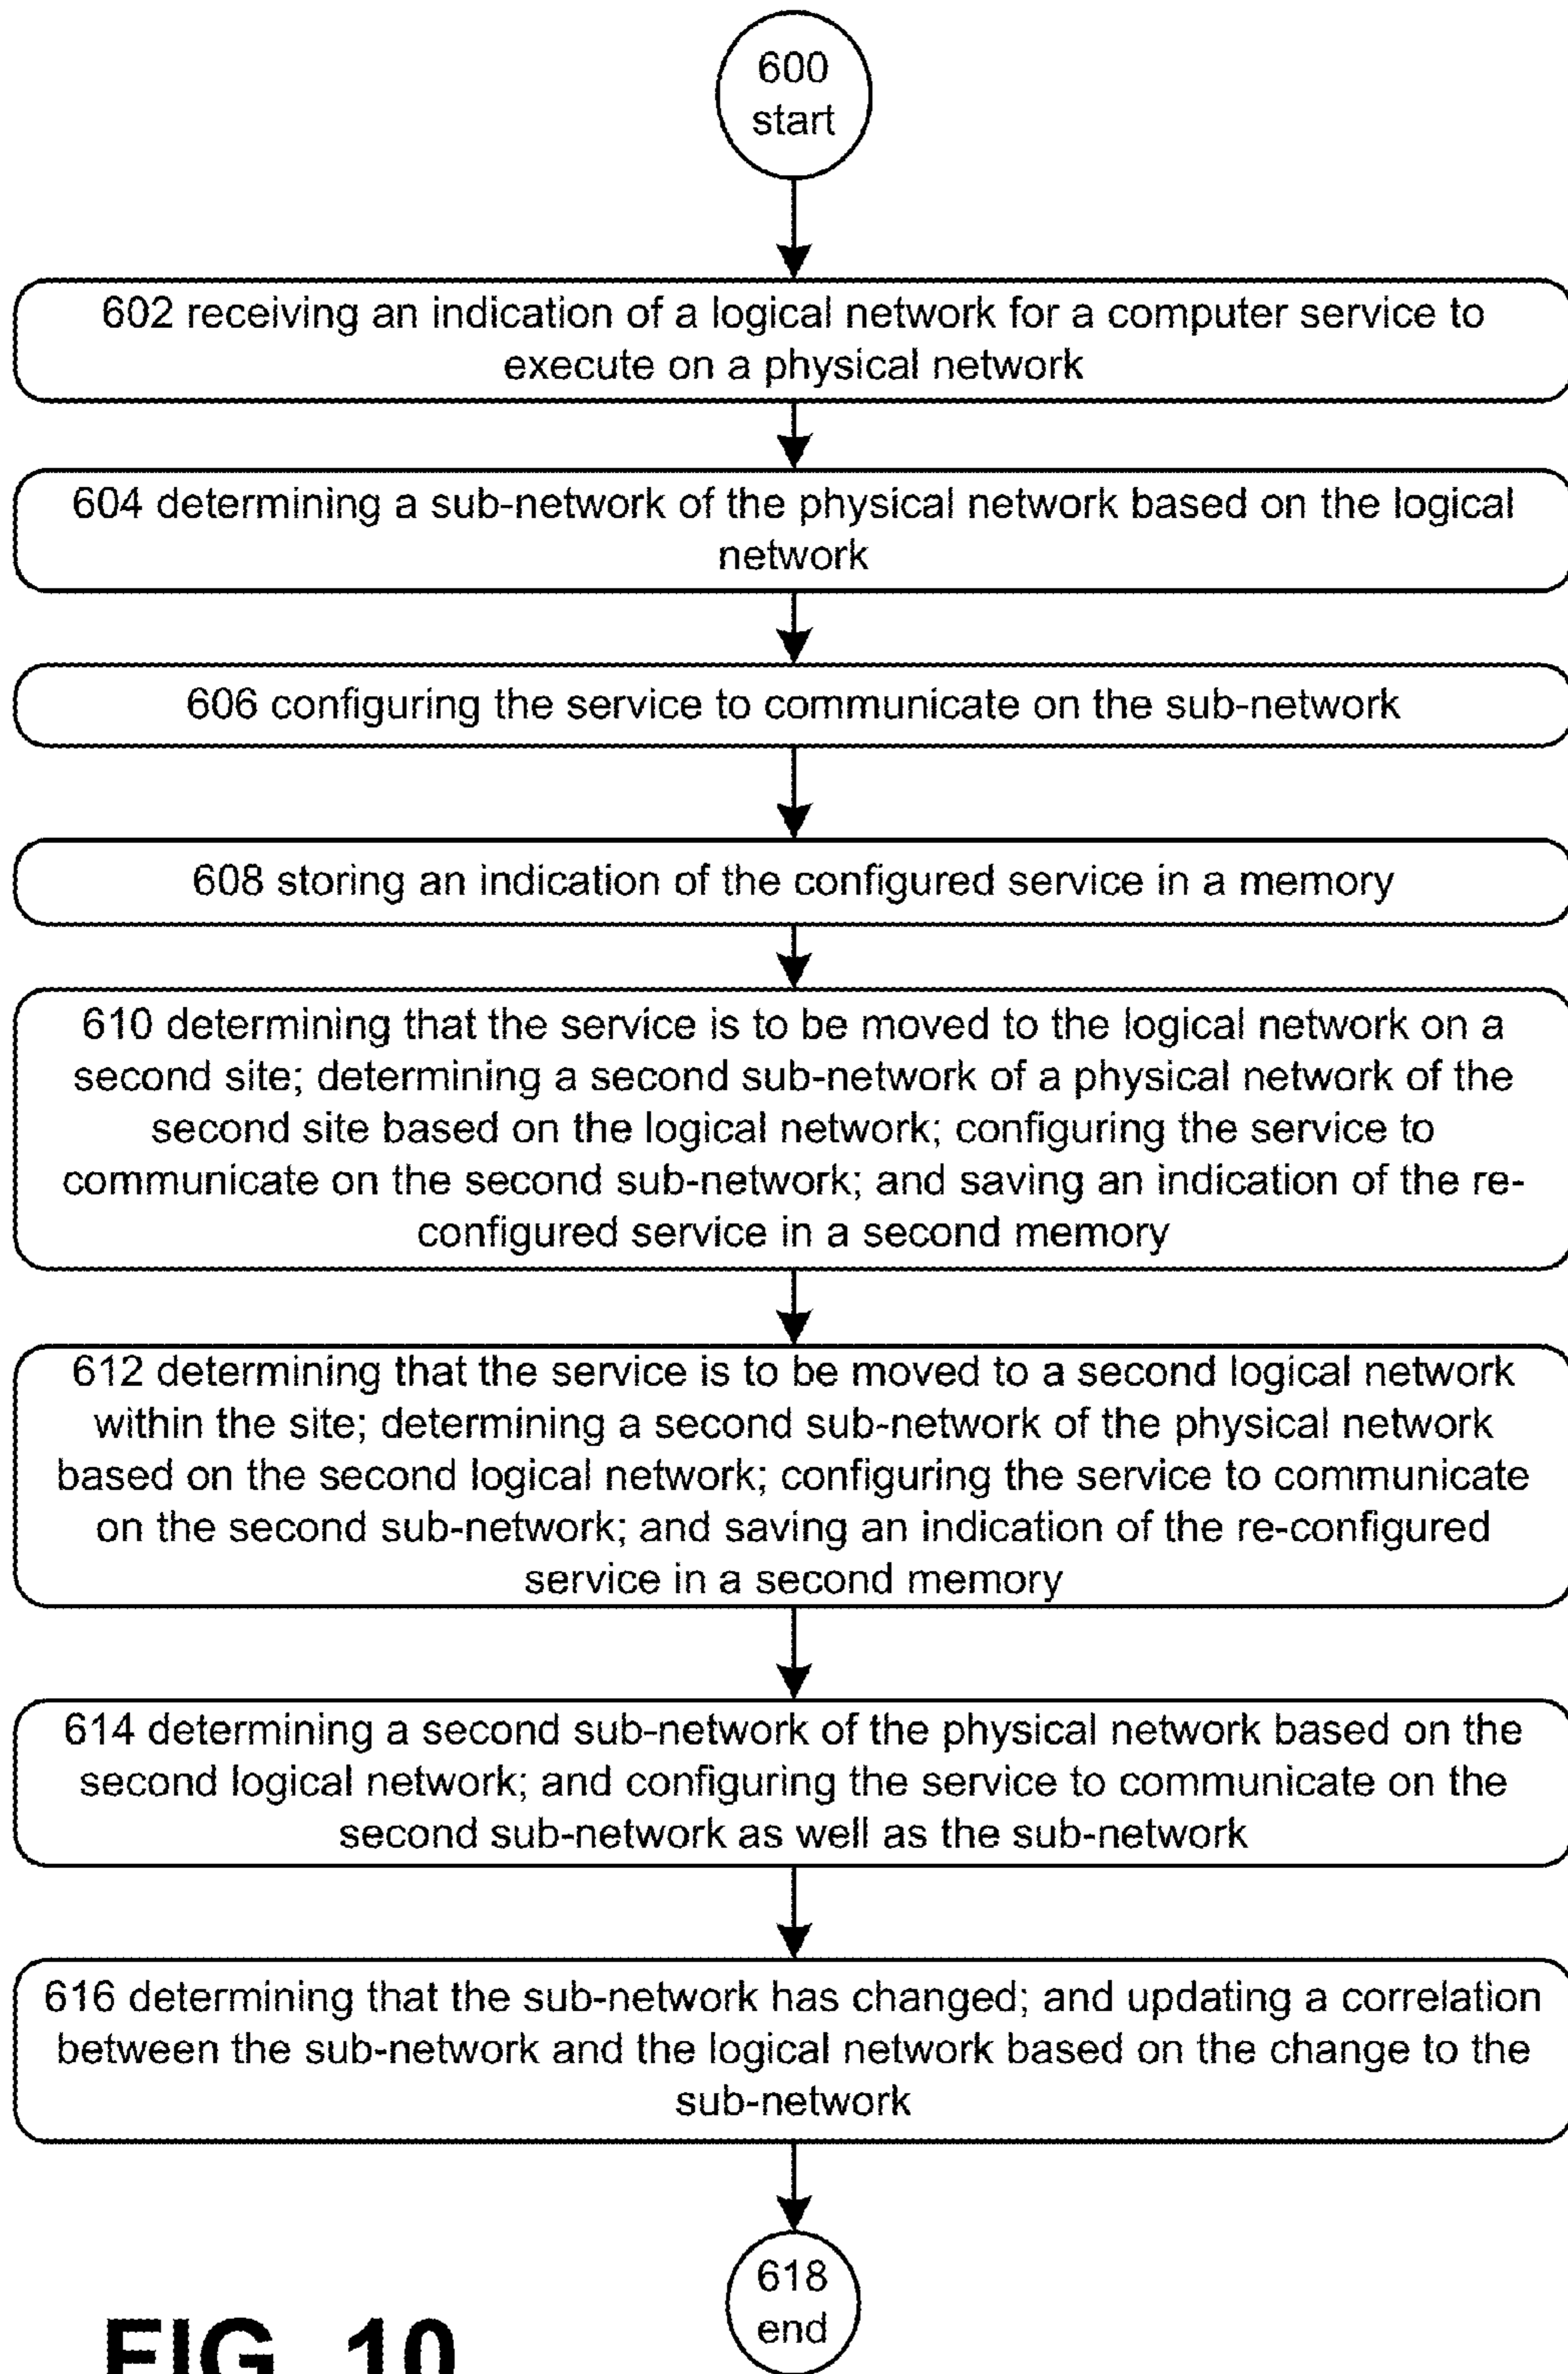 600
start
602 receiving an indication of a logical network for a computer service to
execute on a physical network
604 determining a sub-network of the physical network based on the logical
network
606 configuring the service to communicate on the sub-network
608 storing an indication of the configured service in a memory
610 determining that the service is to be moved to the logical network on a
second site; determining a second sub-network of a physical network of the
second site based on the logical network; configuring the service to
communicate on the second sub-network; and saving an indication of the re-
configured service in a second memory
612 determining that the service is to be moved to a second logical network
within the site; determining a second sub-network of the physical network
based on the second logical network; configuring the service to communicate
on the second sub-network; and saving an indication of the re-configured
service in a second memory
614 determining a second sub-network of the physical network based on the
second logical network; and configuring the service to communicate on the
second sub-network as well as the sub-network
616 determining that the sub-network has changed; and updating a correlation
between the sub-network and the logical network based on the change to the
sub-network
618
end
FIG. 10